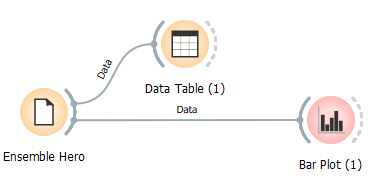 Data
Data Table (1)
Data
Ensemble Hero
Bar Plot (1)